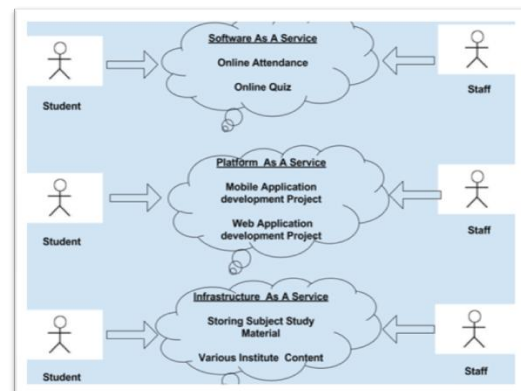 Software As A Service
Online Attendance
Online Quiz
Student
Staff
Platform As A Service
Mobile Application
development Project
Web Application
development Project
Student
Staff
Infrastructure As A Service
Storing Subject Study
Material
Various Institute Content
Student
Staff